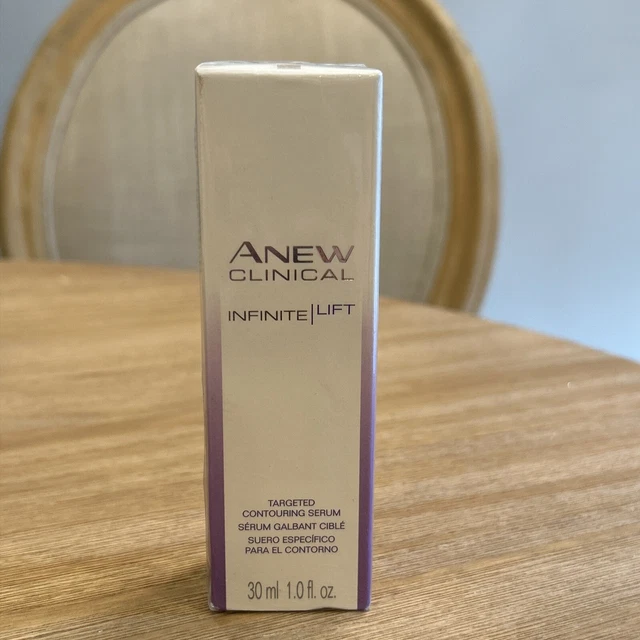 ANEW
CLINICAL
INFINITE|LIFT
TARGETED
CONTOURING SERUM
SÉRUM GALBANT CIBLÉ
SUERO ESPECÍFICO
PARA EL CONTORNO
30 ml 1.0 fl. oz.